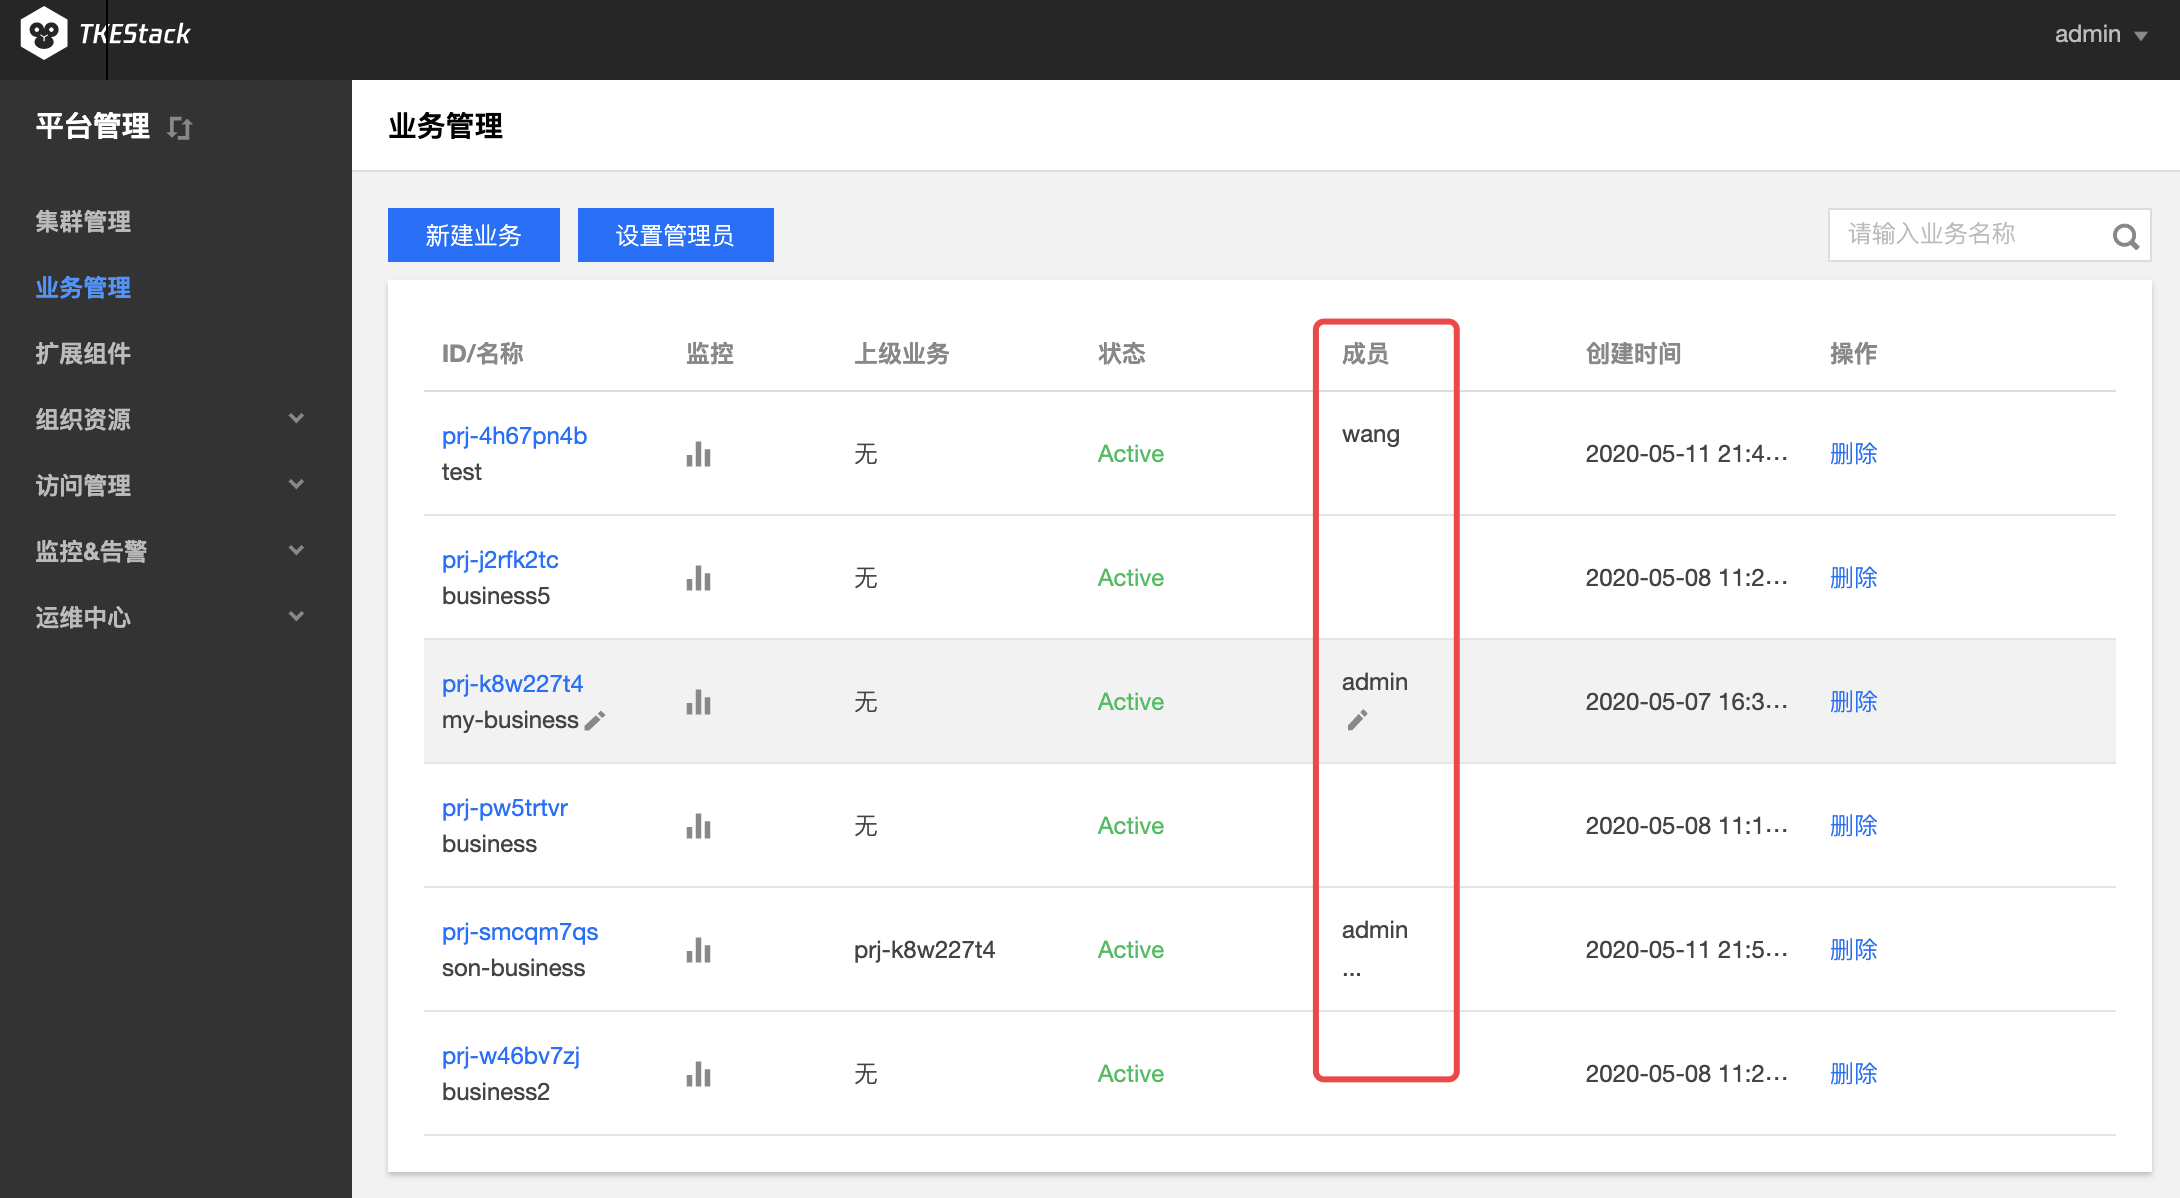 TKEStack
admin
平台管理
集群管理
业务管理
扩展组件
组织资源
访问管理
监控&告警
运维中心
业务管理
新建业务 设置管理员 请输入业务名称
ID/名称 监控 上级业务 状态 成员 创建时间 操作
prj-4h67pn4b
test
无 Active wang 2020-05-11 21:4... 删除
prj-j2rfk2tc
business5
无 Active 2020-05-08 11:2... 删除
prj-k8w227t4
my-business
无 Active admin 2020-05-07 16:3... 删除
prj-pw5trtvr
business
无 Active 2020-05-08 11:1... 删除
prj-smcqm7qs
son-business
prj-k8w227t4 Active admin
...
2020-05-11 21:5... 删除
prj-w46bv7zj
business2
无 Active 2020-05-08 11:2... 删除